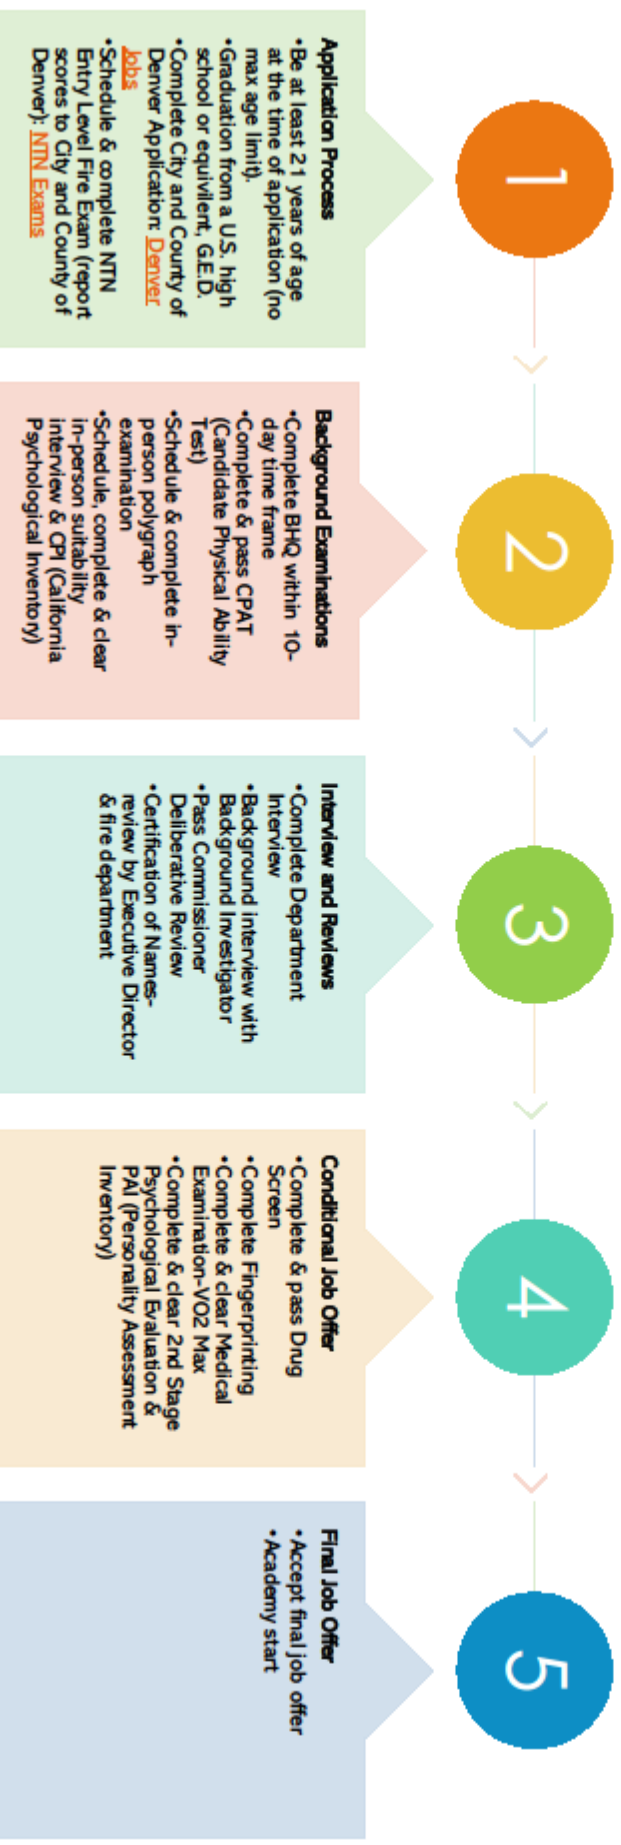 1
Application Process
•Be at least 21 years of age
at the time of application (no
max age limit).
•Graduation from a U.S. high
school or equivilent, G.E.D.
•Complete City and County of
Denver Application: Denver
Jobs
•Schedule & complete NTN
Entry Level Fire Exam (report
scores to City and County of
Denver): NTN Exams
2
Background Examinations
•Complete BHQ within 10-
day time frame
•Complete & pass CPAT
(Candidate Physical Ability
Test)
•Schedule & complete in-
person polygraph
examination
•Schedule, complete & clear
in-person suitability
interview & CPI (California
Psychological Inventory)
3
Interview and Reviews
•Complete Department
Interview
•Background interview with
Background Investigator
•Pass Commissioner
Deliberative Review
•Certification of Names-
review by Executive Director
& fire department
4
Conditional Job Offer
•Complete & pass Drug
Screen
•Complete Fingerprinting
•Complete & clear Medical
Examination-VO2 Max
•Complete & clear 2nd Stage
Psychological Evaluation &
PAI (Personality Assessment
Inventory)
5
Final Job Offer
•Accept final job offer
•Academy start